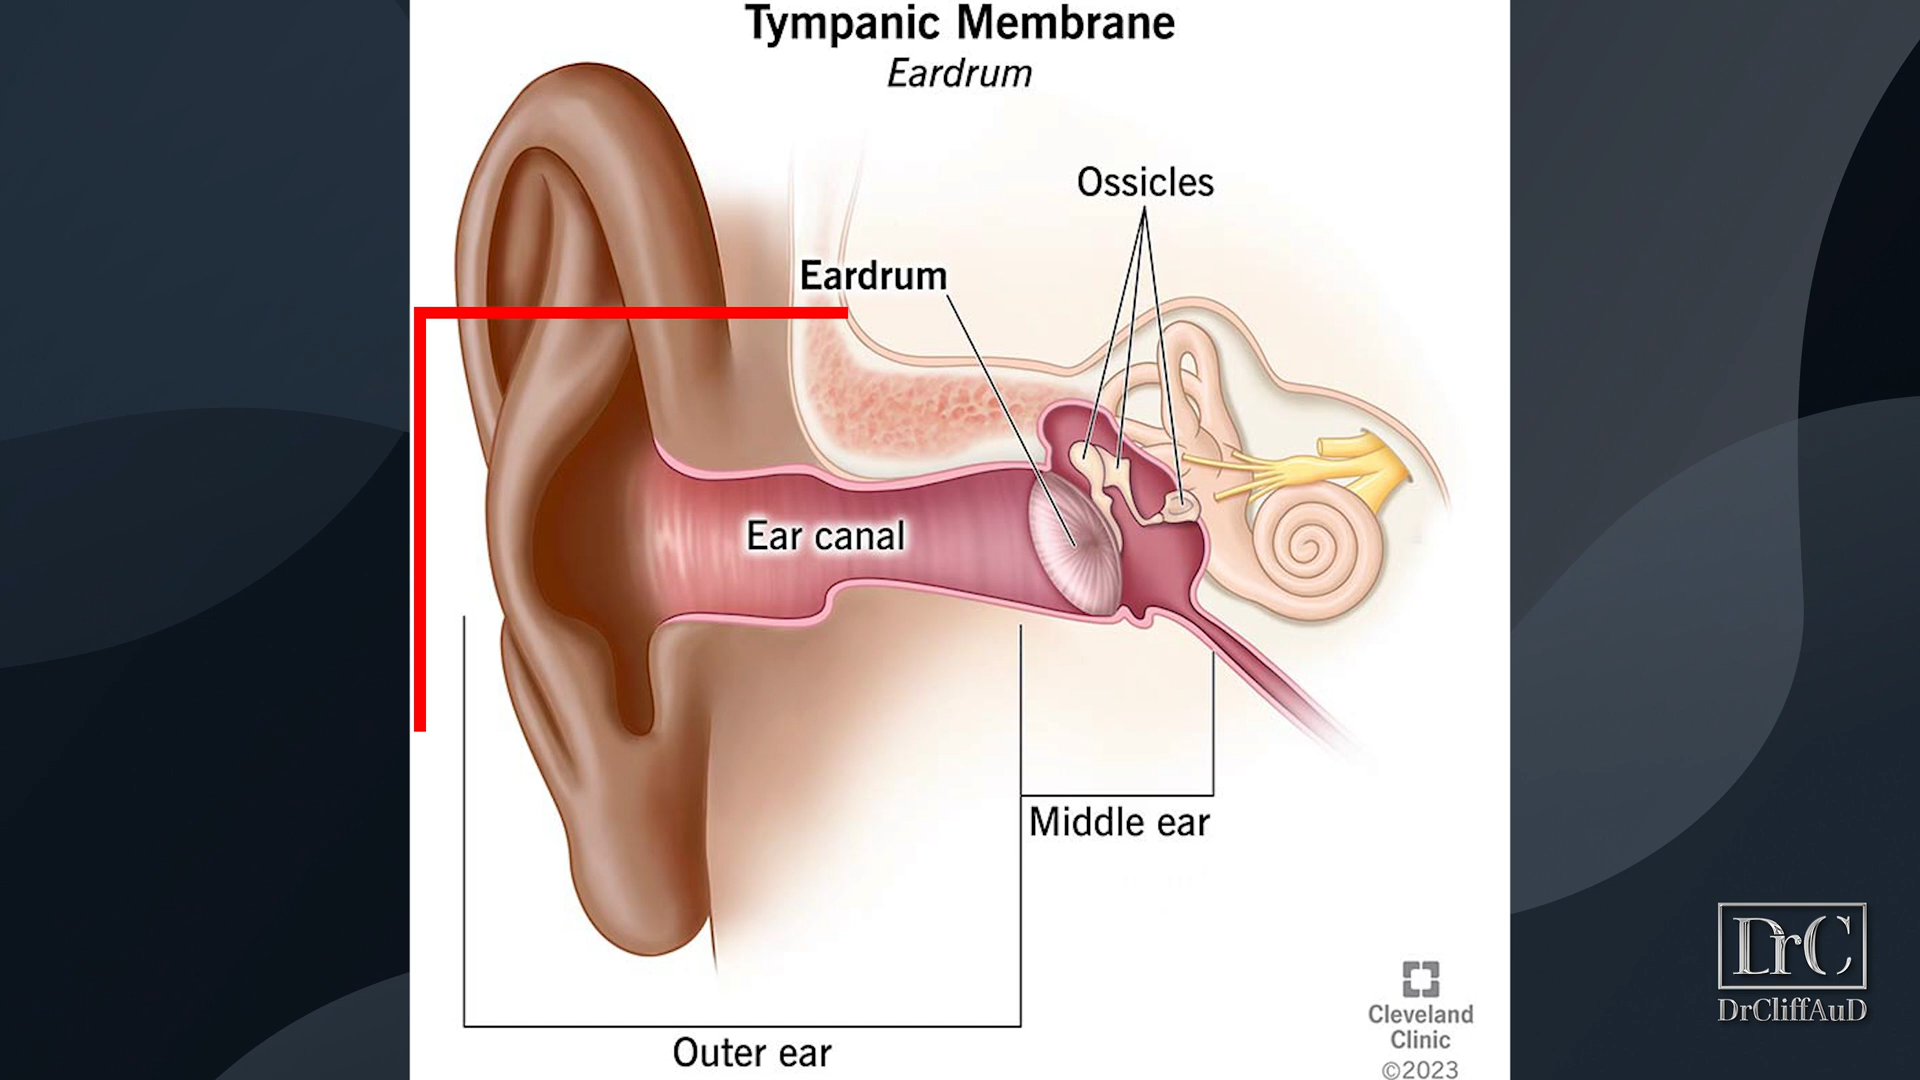 Tympanic Membrane
Eardrum
Ossicles
Eardrum
Ear canal
Middle ear
Outer ear
Cleveland
Clinic
©2023
DrC
DrCliffAuD